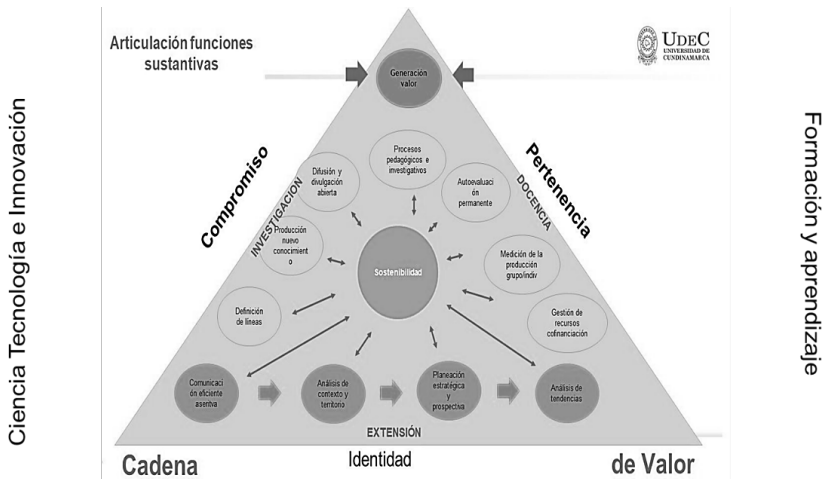 Articulación funciones
sustantivas
UDEC
UNIVERSIDAD DE
CUNDINAMARCA
Generación
valor
Ciencia Tecnología e Innovación
Formación y aprendizaje
Compromiso
Pertenencia
INVESTIGACION
DOCENCIA
Procesos
pedagógicos e
investigativos
Difusión y
divulgación
abierta
Autoevaluaci
ón
permanente
Producción
nuevo
conocimient
o
Sostenibilidad
Medición de la
producción
grupo/indiv
Definición
de líneas
Gestión de
recursos
cofinanciación
Comunicaci
ón eficiente
asertiva
Análisis de
contexto y
territorio
Planeación
estratégica
y
prospectiva
Análisis de
tendencias
EXTENSIÓN
Cadena
Identidad
de Valor